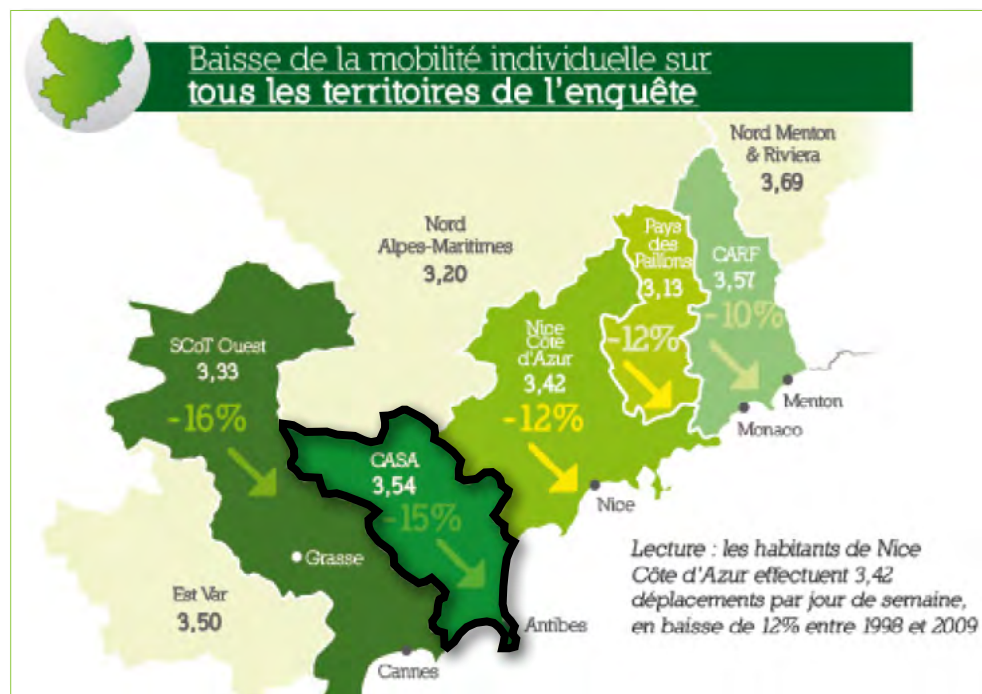 Baisse de la mobilité individuelle sur
tous les territoires de l'enquête
Nord Menton
& Riviera
3,69
Nord
Alpes-Maritimes
3,20
Pays
des
Paillons
3,13
-12%
CARF
3,57
-10%
SCoT Ouest
3,33
-16%
Nice
Côte
d'Azur
3,42
-12%
CASA
3,54
-15%
Menton
Monaco
Nice
Grasse
Est Var
3,50
Antibes
Cannes
Lecture : les habitants de Nice
Côte d'Azur effectuent 3,42
déplacements par jour de semaine,
en baisse de 12% entre 1998 et 2009